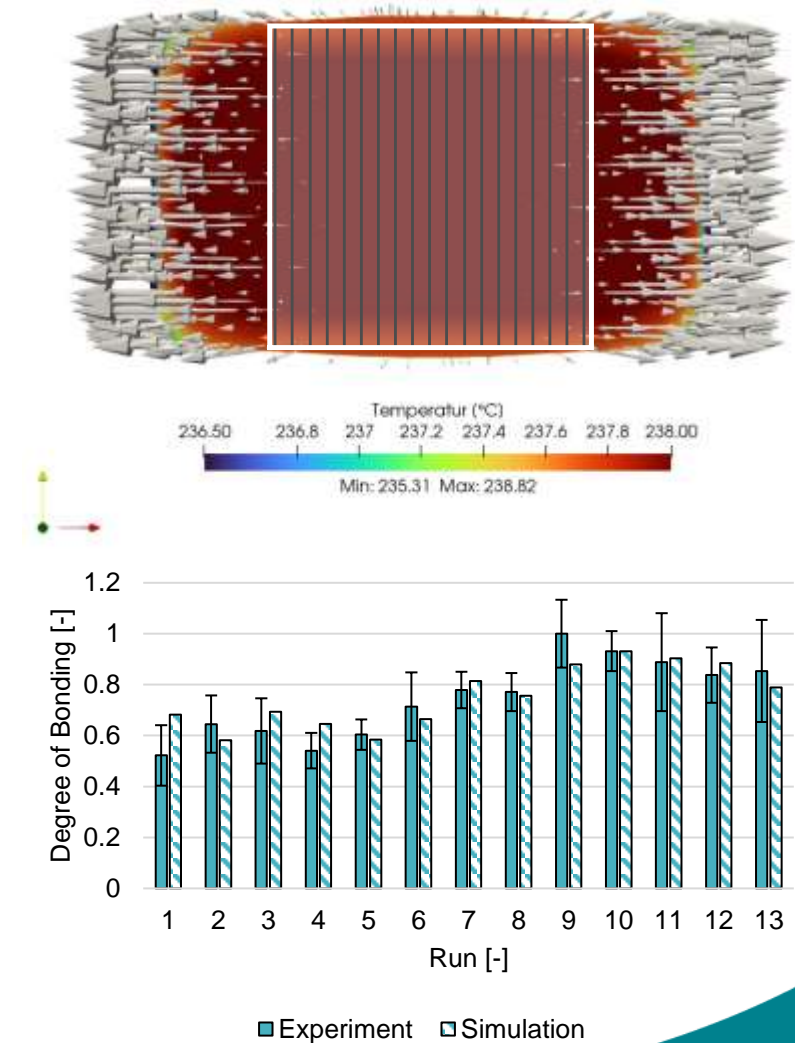 Temperatur (°C)
236.50 236.8 237 237.2 237.4 237.6 237.8 238.00
Min: 235.31 Max: 238.82
Degree of Bonding [-]
1.2
1
0.8
0.6
0.4
0.2
0
1 2 3 4 5 6 7 8 9 10 11 12 13
Run [-]
Experiment Simulation